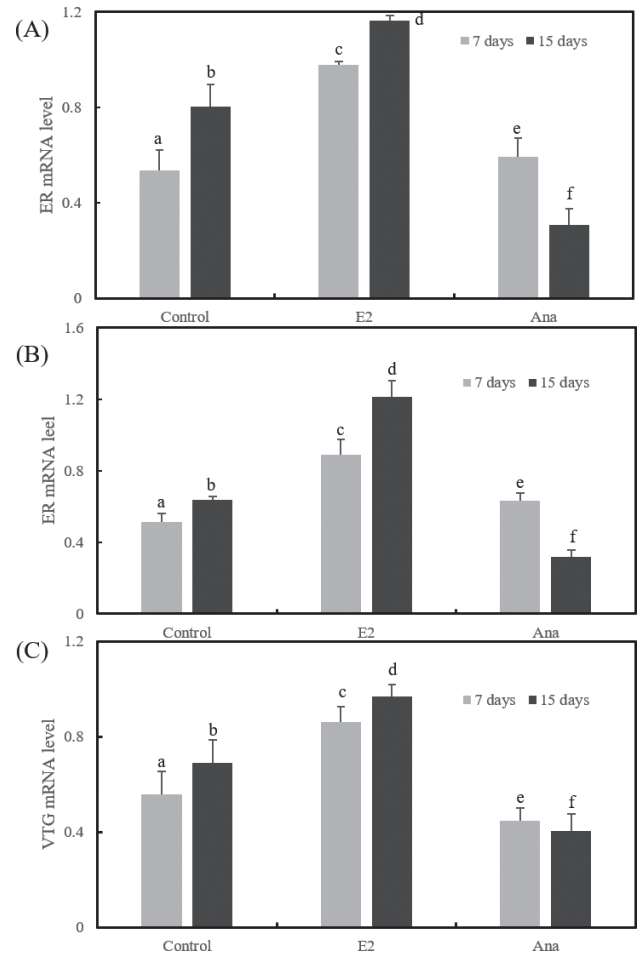 (A)
ER mRNA level
1.2
0.8
0.4
0
7 days 15 days
a b c d e f
Control E2 Ana
(B)
ER mRNA leel
1.6
1.2
0.8
0.4
0
7 days 15 days
a b c d e f
Control E2 Ana
(C)
VTG mRNA level
1.2
0.8
0.4
0
7 days 15 days
a b c d e f
Control E2 Ana